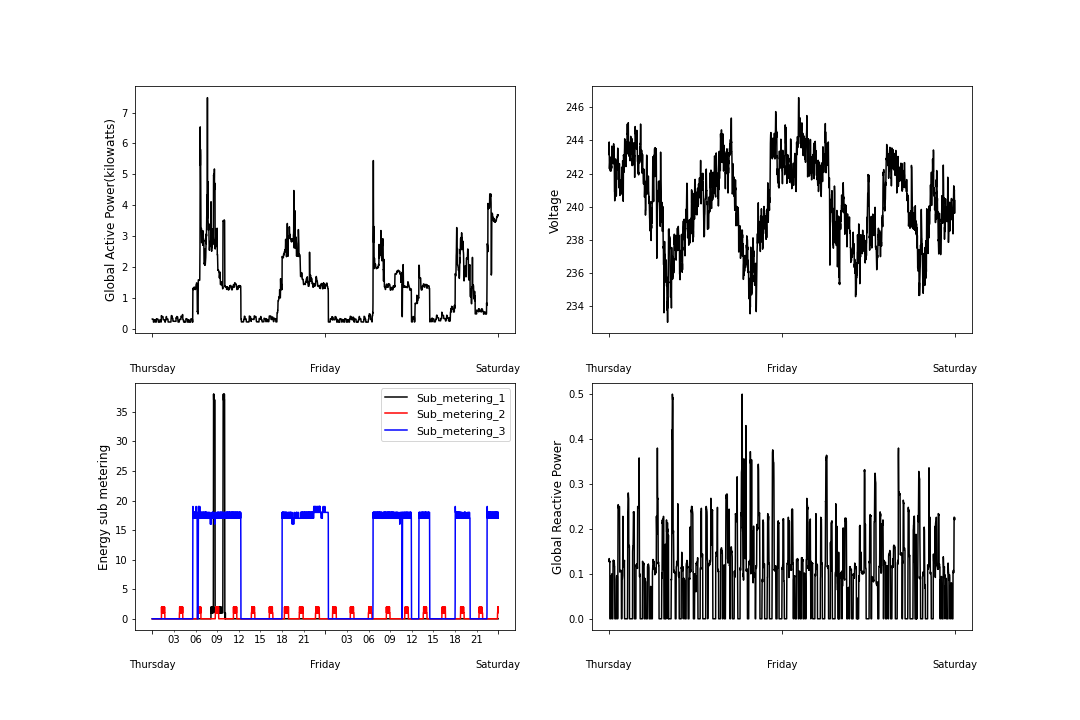 Global Active Power(kilowatts)
7
6
5
4
3
2
1
0
Thursday Friday Saturday
Voltage
246
244
242
240
238
236
234
Thursday Friday Saturday
Energy sub metering
35
30
25
20
15
10
5
0
Sub_metering_1
Sub_metering_2
Sub_metering_3
03 06 09 12 15 18 21 03 06 09 12 15 18 21
Thursday Friday Saturday
Global Reactive Power
0.5
0.4
0.3
0.2
0.1
0.0
Thursday Friday Saturday